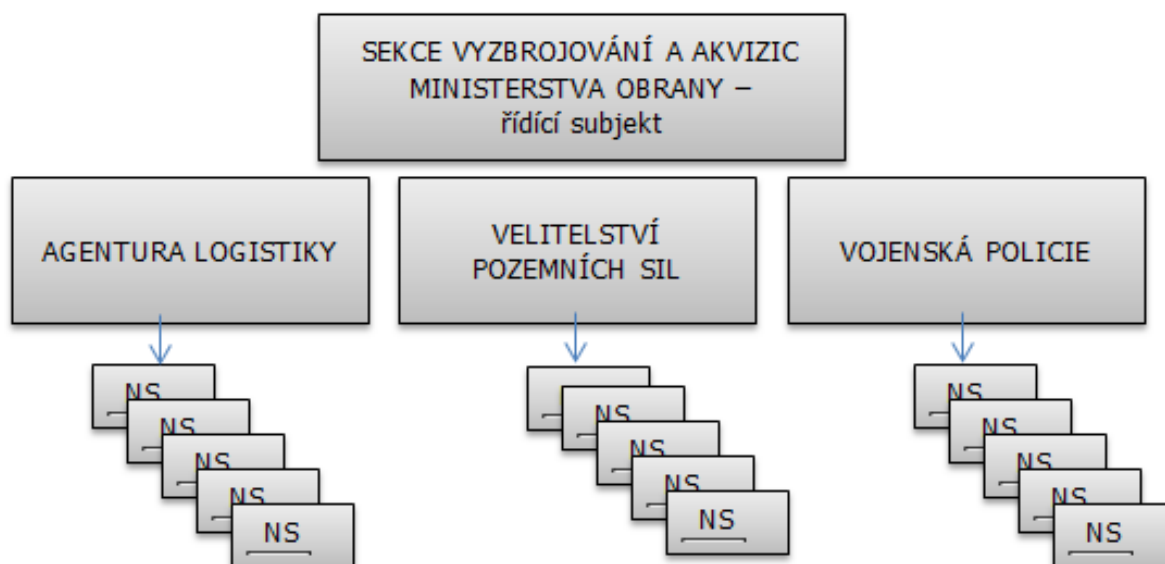 SEKCE VYZBROJOVÁNÍ A AKVIZIC
MINISTERSTVA OBRANY –
řídící subjekt
AGENTURA LOGISTIKY
VELITELSTVÍ
POZEMNÍCH SIL
VOJENSKÁ POLICIE
NS
NS
NS
NS
NS
NS
NS
NS
NS
NS
NS
NS
NS
NS